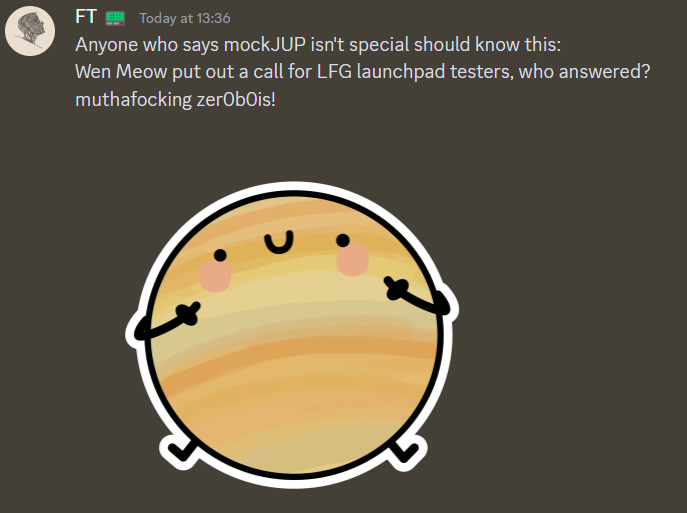 FT Today at 13:36
Anyone who says mockJUP isn't special should know this:
Wen Meow put out a call for LFG launchpad testers, who answered?
muthafocking zer0b0is!